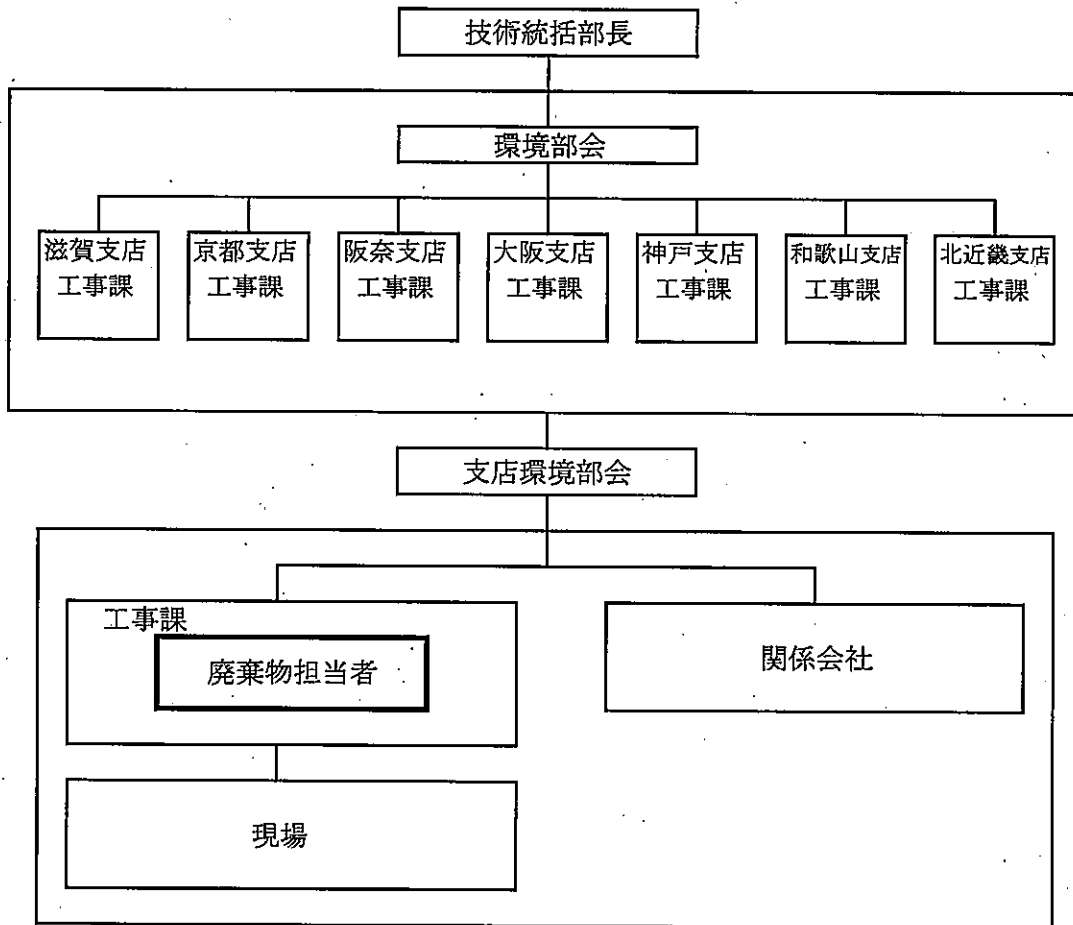 技術統括部長
環境部会
滋賀支店
工事課
京都支店
工事課
阪奈支店
工事課
大阪支店
工事課
神戸支店
工事課
和歌山支店
工事課
北近畿支店
工事課
支店環境部会
工事課
廃棄物担当者
関係会社
現場